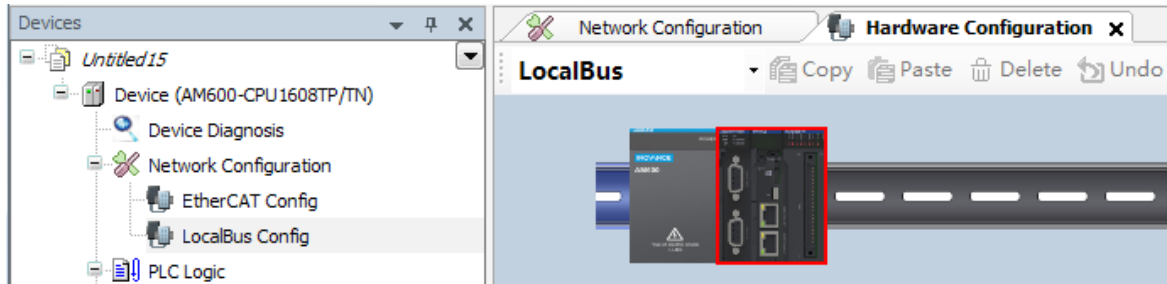 Devices
Untitled15
Device (AM600-CPU1608TP/TN)
Device Diagnosis
Network Configuration
EtherCAT Config
LocalBus Config
PLC Logic
Network Configuration
Hardware Configuration
LocalBus
Copy
Paste
Delete
Undo
INOVANCE